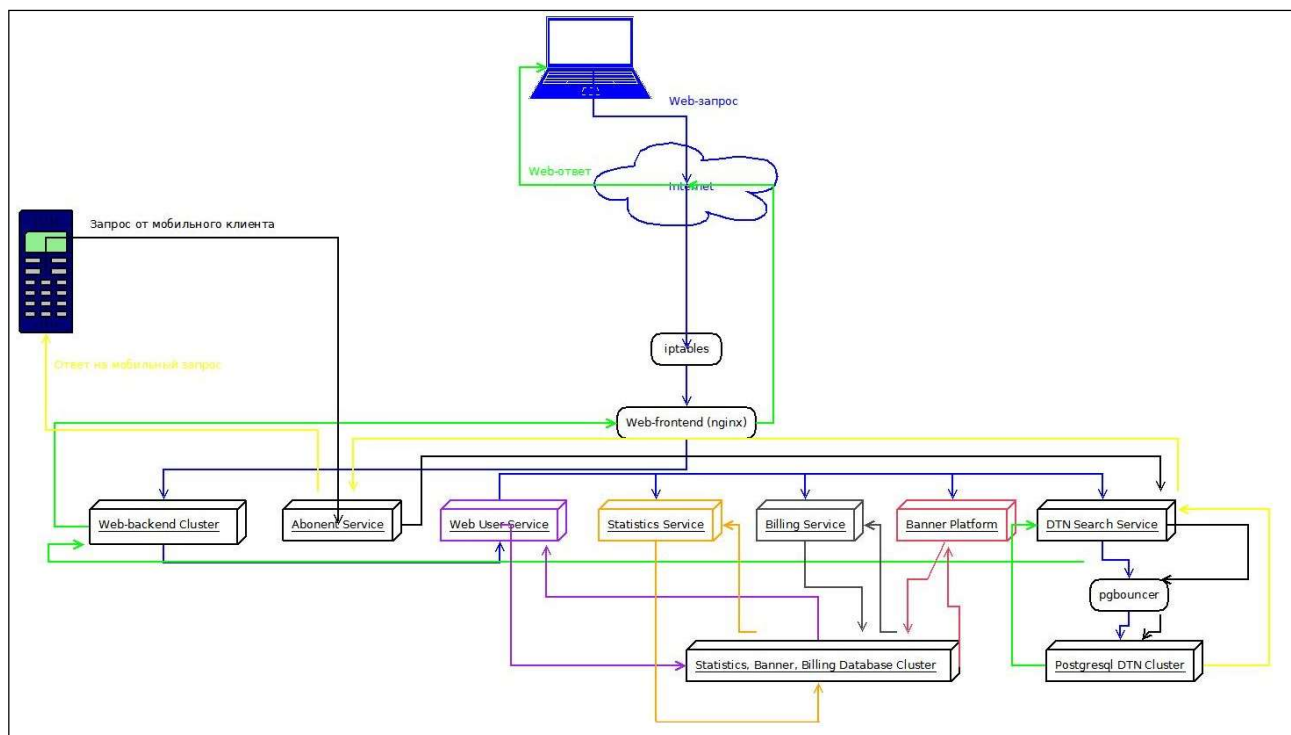 Web-запрос
Web-ответ
Internet
Запрос от мобильного клиента
iptables
Ответ на мобильный запрос
Web-frontend (nginx)
Web-backend Cluster
Abonent Service
Web User Service
Statistics Service
Billing Service
Banner Platform
DTN Search Service
pgbouncer
Statistics, Banner, Billing Database Cluster
Postgresql DTN Cluster